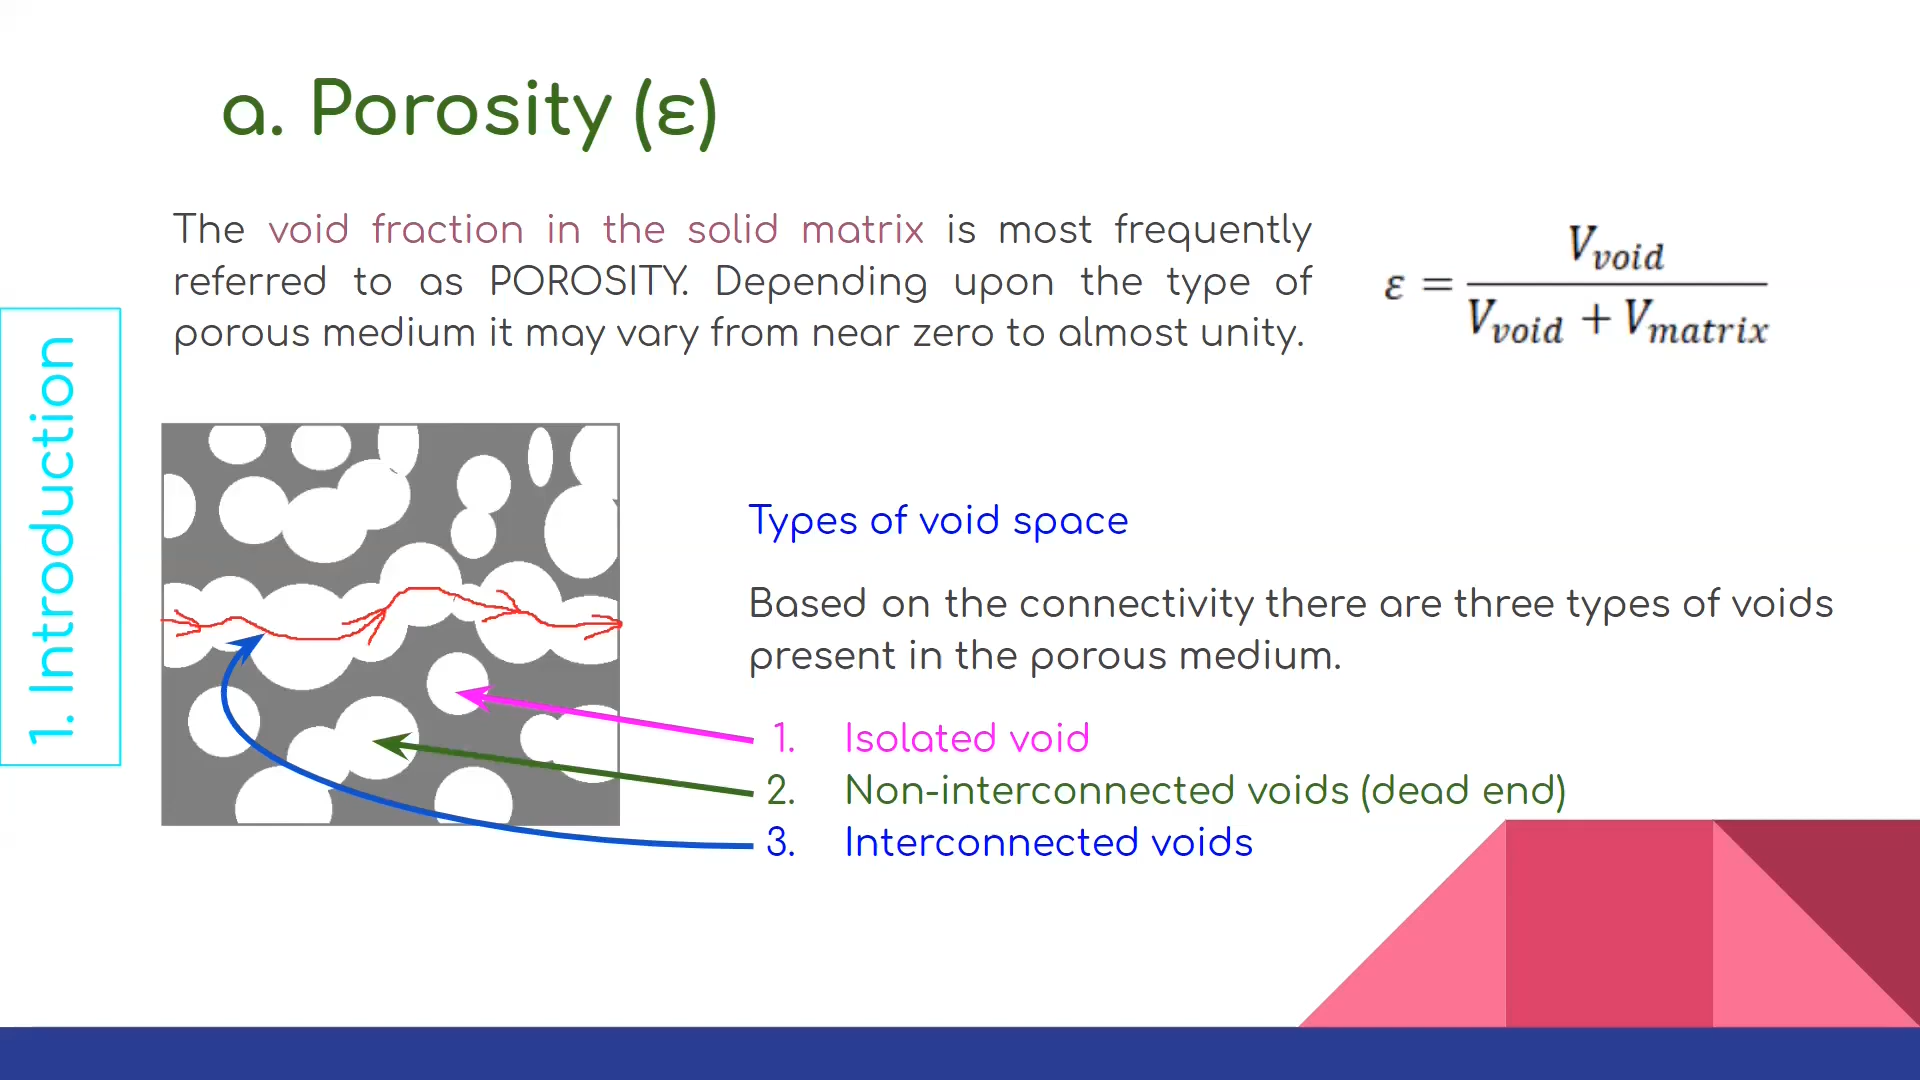 a. Porosity (ε)
The void fraction in the solid matrix is most frequently
referred to as POROSITY. Depending upon the type of
porous medium it may vary from near zero to almost unity.
ε = V_void / (V_void + V_matrix)
1. Introduction
Types of void space
Based on the connectivity there are three types of voids
present in the porous medium.
1. Isolated void
2. Non-interconnected voids (dead end)
3. Interconnected voids